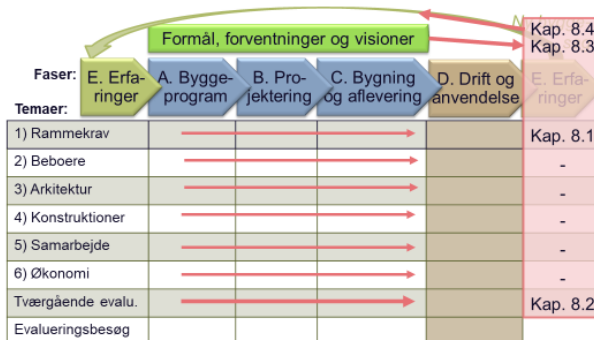 Kap. 8.4
Formål, forventninger og visioner
Kap. 8.3
Faser:
E. Erfa-
ringer
A. Bygge-
program
B. Pro-
jektering
C. Bygning
og aflevering
D. Drift og
anvendelse
E. Erfa-
ringer
Temaer:
1) Rammekrav
Kap. 8.1
2) Beboere
-
3) Arkitektur
-
4) Konstruktioner
-
5) Samarbejde
-
6) Økonomi
-
Tværgående evalu.
Kap. 8.2
Evalueringsbesøg